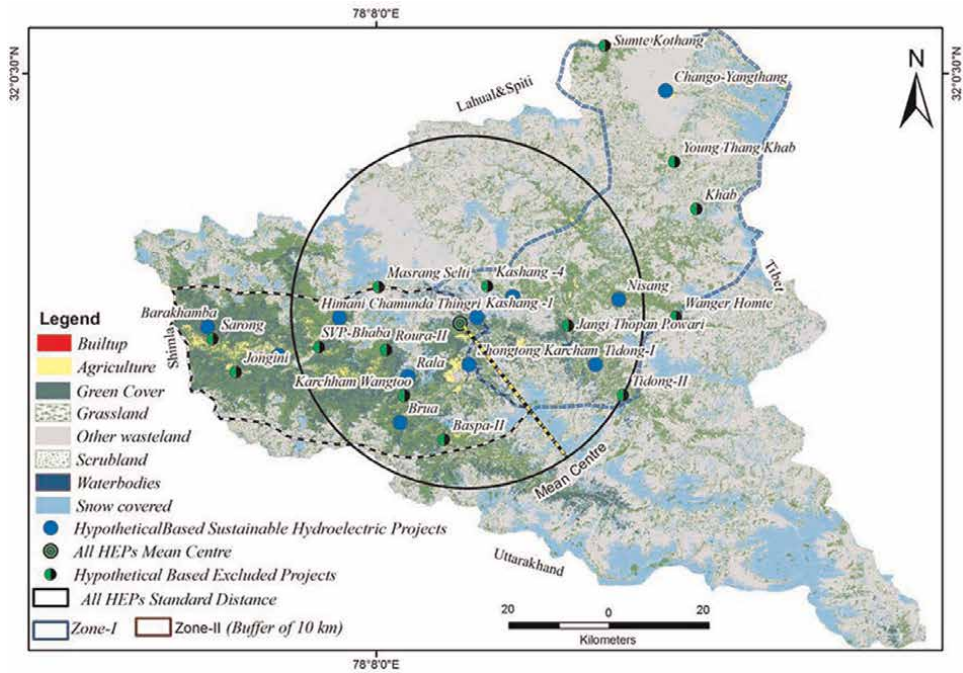 78°8'0"E
32°0'30"N
32°0'30"N
N
Sumte Kothang
Chango-Yangthang
Lahual&Spiti
Young Thang Khab
Khab
Tibet
Masrang Selti
Kashang -4
Nisang
Wanger Homte
Himani Chamunda
Thingri Kashang -1
Jangi Thopan Powari
Barakhamba
Sarong
Shimla
SVP-Bhaba
Roura-II
Jongini
Rala
Thongtong Karcham
Tidong-I
Karchham Wangtoo
Tidong-II
Brua
Baspa-II
Mean Centre
Uttarakhand
Legend
Builtup
Agriculture
Green Cover
Grassland
Other wasteland
Scrubland
Waterbodies
Snow covered
HypotheticalBased Sustainable Hydroelectric Projects
All HEPs Mean Centre
Hypothetical Based Excluded Projects
All HEPs Standard Distance
Zone-I
Zone-II (Buffer of 10 km)
20 0 20
Kilometers
78°8'0"E